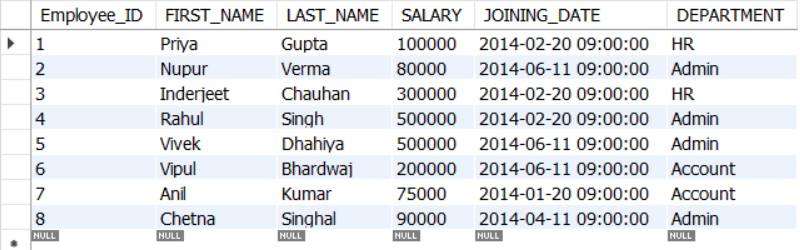 Employee_ID FIRST_NAME LAST_NAME SALARY JOINING_DATE DEPARTMENT
1 Priya Gupta 100000 2014-02-20 09:00:00 HR
2 Nupur Verma 80000 2014-06-11 09:00:00 Admin
3 Inderjeet Chauhan 300000 2014-02-20 09:00:00 HR
4 Rahul Singh 500000 2014-02-20 09:00:00 Admin
5 Vivek Dhahiya 500000 2014-06-11 09:00:00 Admin
6 Vipul Bhardwaj 200000 2014-06-11 09:00:00 Account
7 Anil Kumar 75000 2014-01-20 09:00:00 Account
8 Chetna Singhal 90000 2014-04-11 09:00:00 Admin
NULL NULL NULL NULL NULL NULL